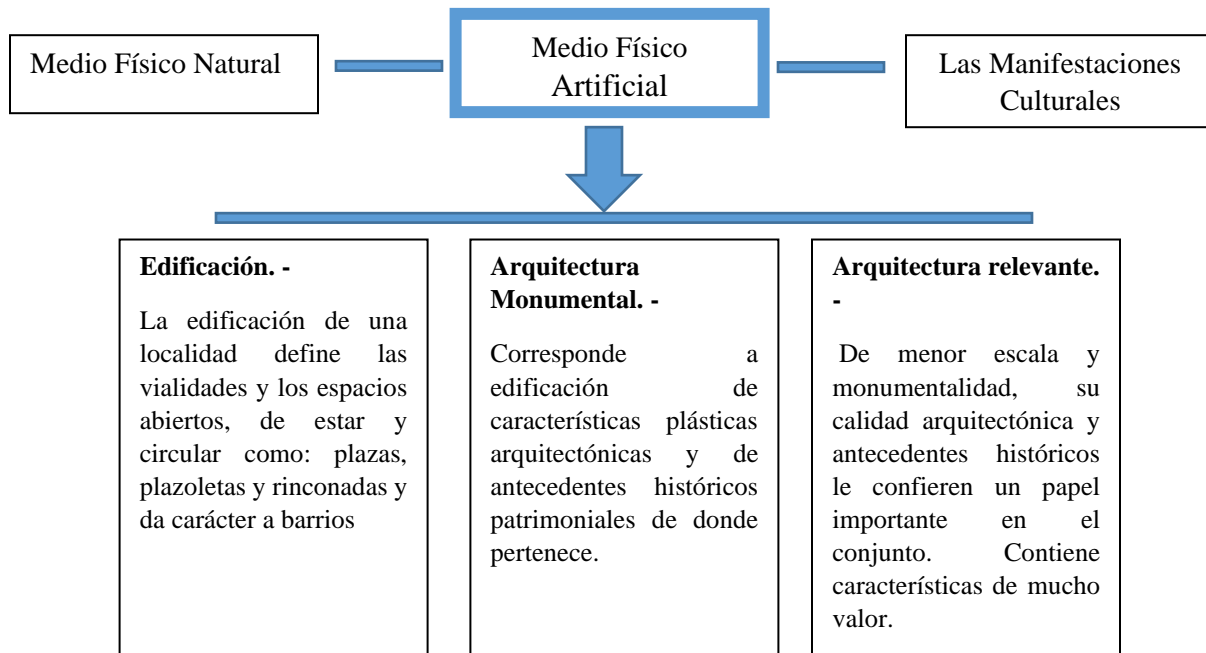 Medio Físico Natural
Medio Físico
Artificial
Las Manifestaciones
Culturales
Edificación. -
La edificación de una
localidad define las
vialidades y los espacios
abiertos, de estar y
circular como: plazas,
plazoletas y rinconadas y
da carácter a barrios
Arquitectura
Monumental. -
Corresponde a
edificación de
características plásticas
arquitectónicas y de
antecedentes históricos
patrimoniales de donde
pertenece.
Arquitectura relevante.
-
De menor escala y
monumentalidad, su
calidad arquitectónica y
antecedentes históricos
le confieren un papel
importante en el
conjunto. Contiene
características de mucho
valor.